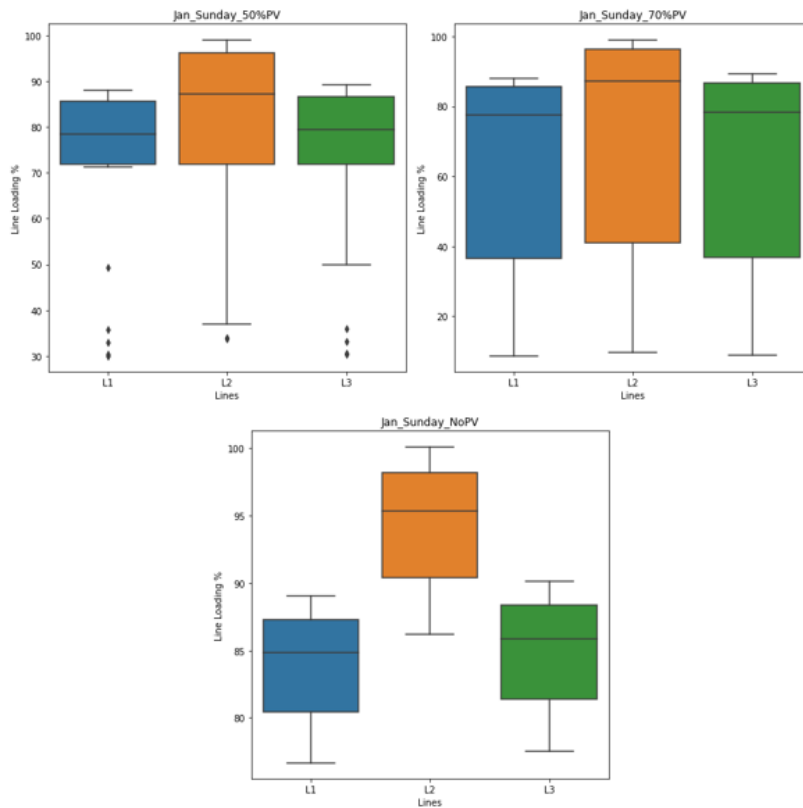 Jan_Sunday_50%PV
100
90
80
70
60
50
40
30
Line Loading %
L1 L2 L3
Lines
Jan_Sunday_70%PV
100
80
60
40
20
Line Loading %
L1 L2 L3
Lines
Jan_Sunday_NoPV
100
95
90
85
80
Line Loading %
L1 L2 L3
Lines